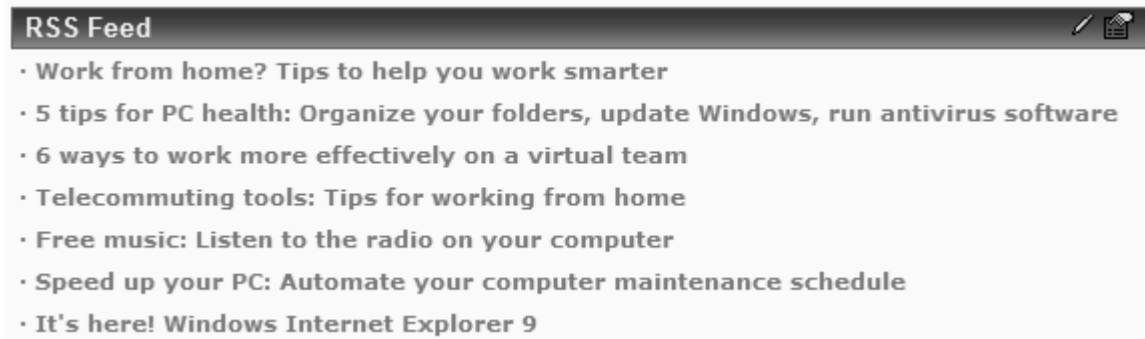 RSS Feed
· Work from home? Tips to help you work smarter
· 5 tips for PC health: Organize your folders, update Windows, run antivirus software
· 6 ways to work more effectively on a virtual team
· Telecommuting tools: Tips for working from home
· Free music: Listen to the radio on your computer
· Speed up your PC: Automate your computer maintenance schedule
· It's here! Windows Internet Explorer 9